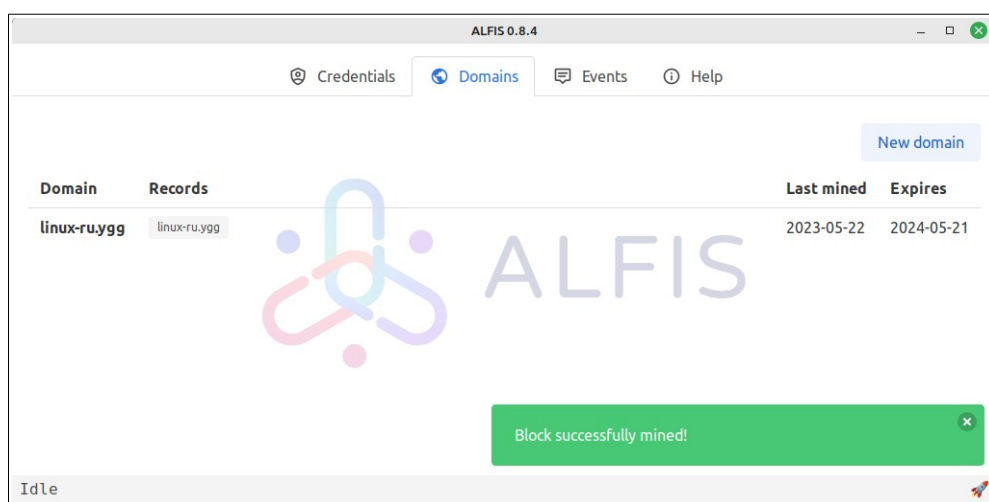 ALFIS 0.8.4
Credentials Domains Events Help
New domain
Domain Records Last mined Expires
linux-ru.ygg linux-ru.ygg 2023-05-22 2024-05-21
ALFIS
Block successfully mined!
Idle